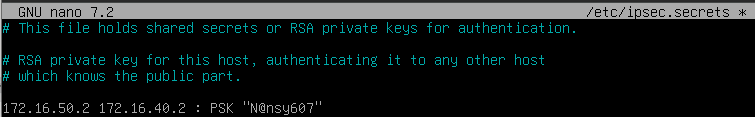 GNU nano 7.2 /etc/ipsec.secrets *
# This file holds shared secrets or RSA private keys for authentication.
# RSA private key for this host, authenticating it to any other host
# which knows the public part.
172.16.50.2 172.16.40.2 : PSK "N@nsy607"